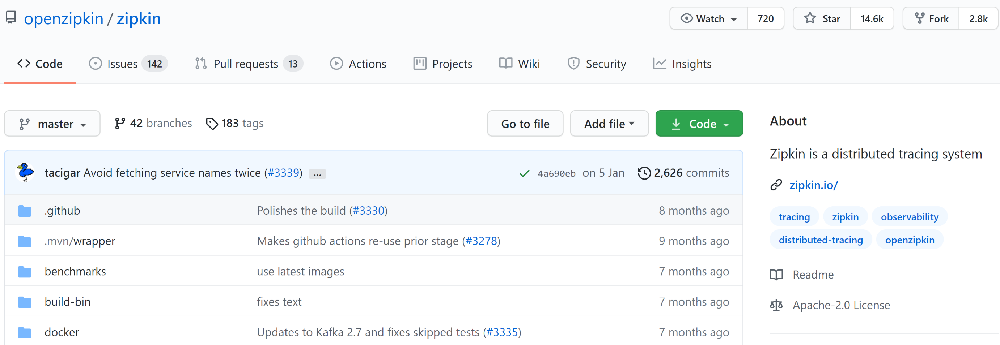 openzipkin / zipkin Watch 720 Star 14.6k Fork 2.8k
Code Issues 142 Pull requests 13 Actions Projects Wiki Security Insights
master 42 branches 183 tags Go to file Add file Code
tacigar Avoid fetching service names twice (#3339) ... 4a690eb on 5 Jan 2,626 commits
.github Polishes the build (#3330) 8 months ago
.mvn/wrapper Makes github actions re-use prior stage (#3278) 9 months ago
benchmarks use latest images 7 months ago
build-bin fixes text 7 months ago
docker Updates to Kafka 2.7 and fixes skipped tests (#3335) 7 months ago
About
Zipkin is a distributed tracing system
zipkin.io/
tracing zipkin observability
distributed-tracing openzipkin
Readme
Apache-2.0 License